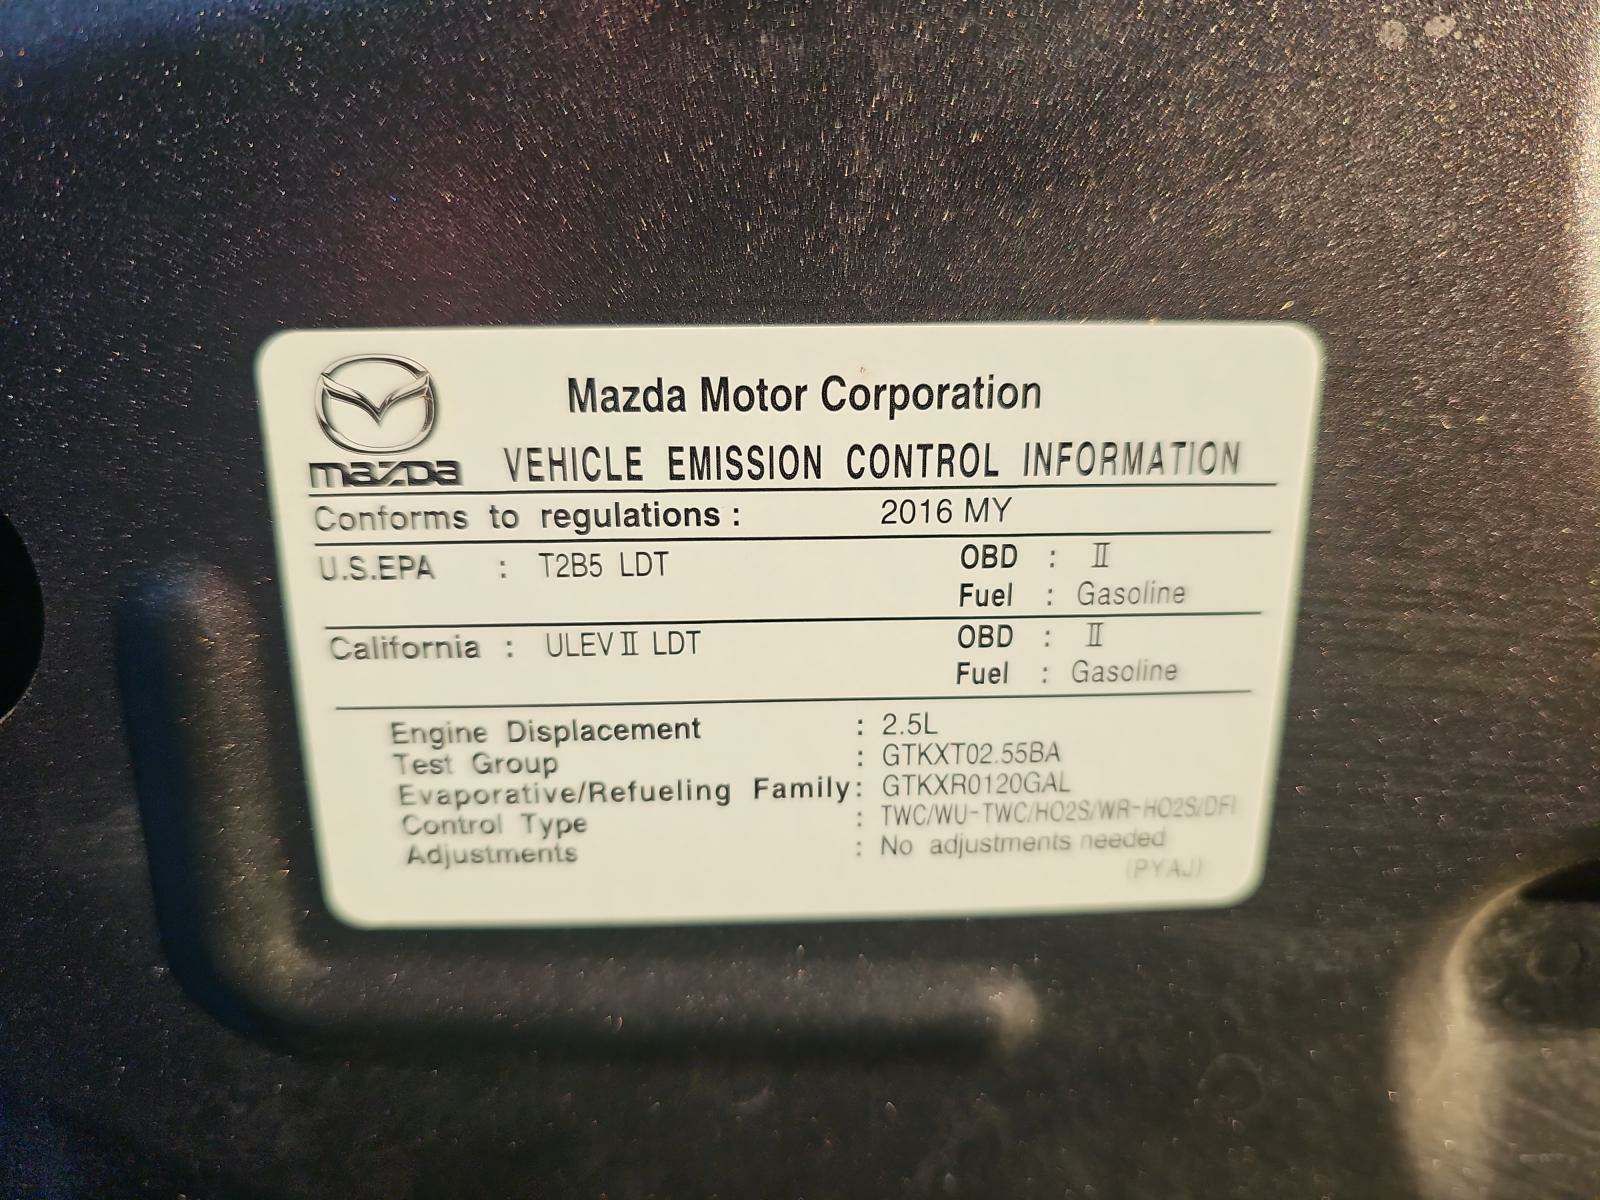 Mazda Motor Corporation
mazda VEHICLE EMISSION CONTROL INFORMATION
Conforms to regulations : 2016 MY
U.S.EPA : T2B5 LDT OBD : II
Fuel : Gasoline
California : ULEV II LDT OBD : II
Fuel : Gasoline
Engine Displacement : 2.5L
Test Group : GTKXT02.55BA
Evaporative/Refueling Family: GTKXR0120GAL
Control Type : TWC/WU-TWC/HO2S/WR-HO2S/DFI
Adjustments : No adjustments needed
(PYAJ)